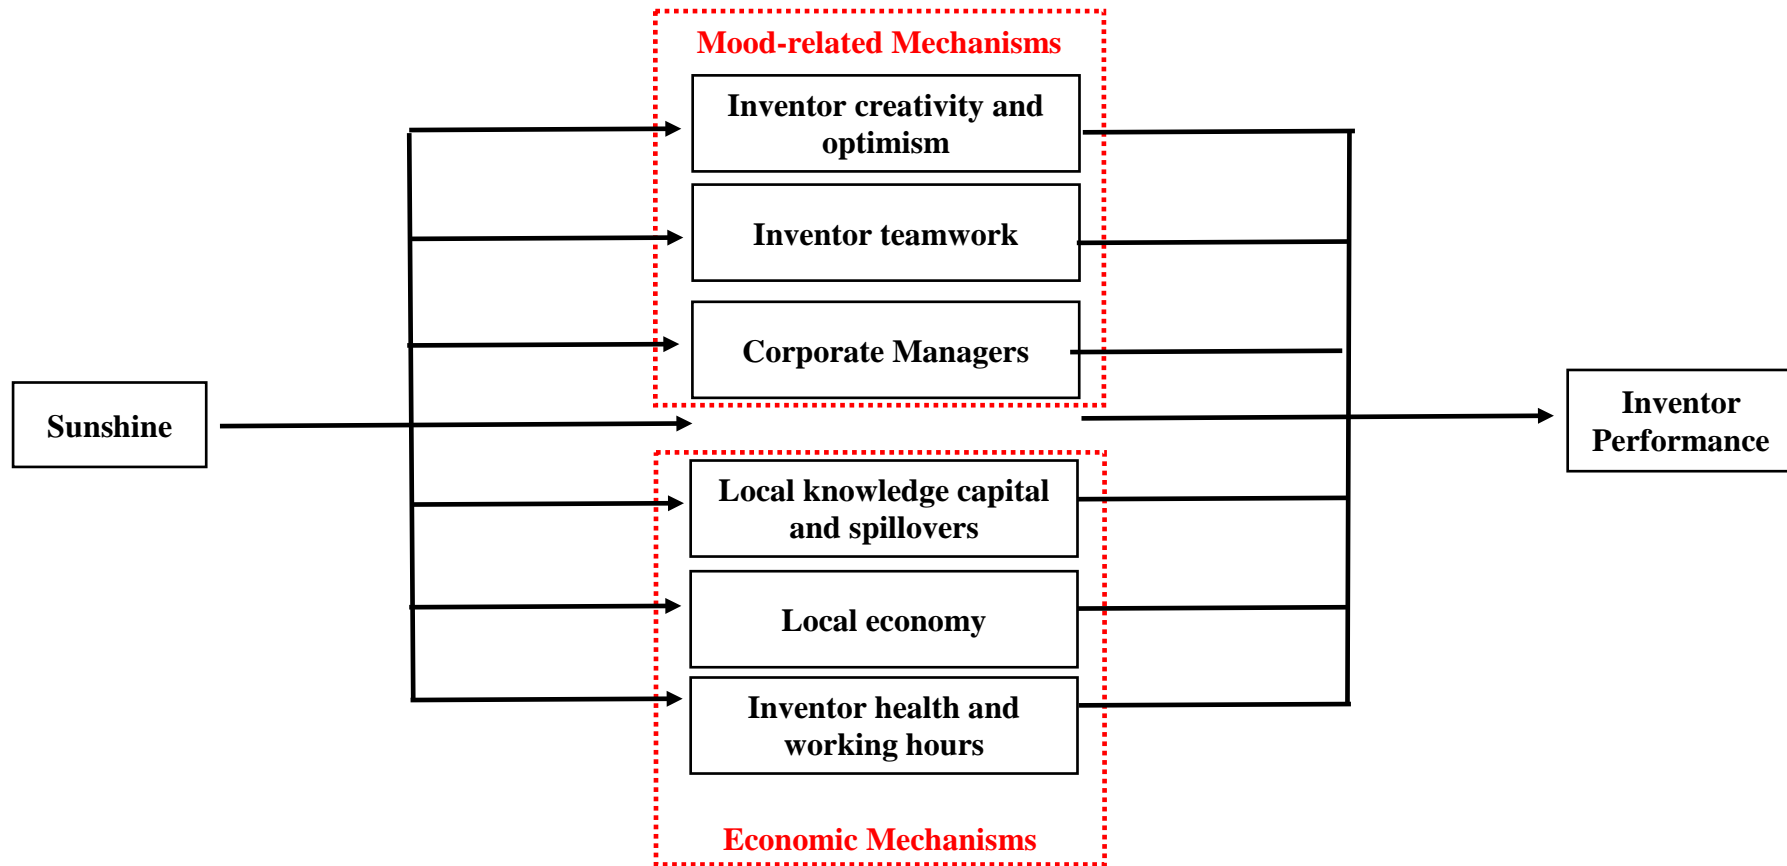 Mood-related Mechanisms
Inventor creativity and
optimism
Inventor teamwork
Corporate Managers
Sunshine
Inventor
Performance
Local knowledge capital
and spillovers
Local economy
Inventor health and
working hours
Economic Mechanisms